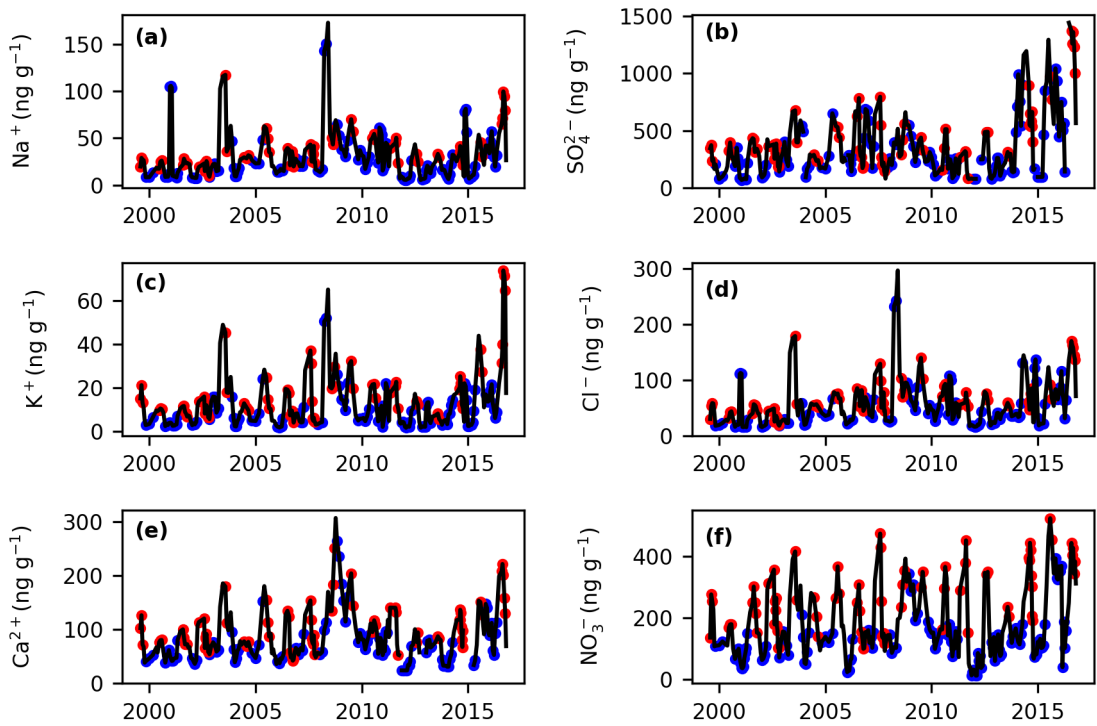 (a)
Na⁺(ng g⁻¹)
150
100
50
0
2000 2005 2010 2015
(b)
SO₄²⁻(ng g⁻¹)
1500
1000
500
0
2000 2005 2010 2015
(c)
K⁺(ng g⁻¹)
60
40
20
0
2000 2005 2010 2015
(d)
Cl⁻(ng g⁻¹)
300
200
100
0
2000 2005 2010 2015
(e)
Ca²⁺(ng g⁻¹)
300
200
100
0
2000 2005 2010 2015
(f)
NO₃⁻(ng g⁻¹)
400
200
0
2000 2005 2010 2015